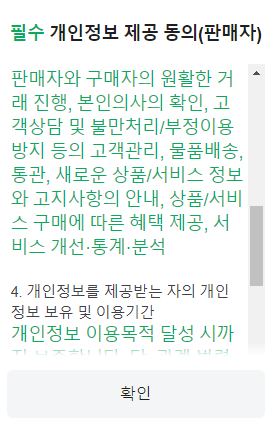 필수 개인정보 제공 동의(판매자)
판매자와 구매자의 원활한 거
래 진행, 본인의사의 확인, 고
객상담 및 불만처리/부정이용
방지 등의 고객관리, 물품배송,
통관, 새로운 상품/서비스 정보
와 고지사항의 안내, 상품/서비
스 구매에 따른 혜택 제공, 서
비스 개선·통계·분석
4. 개인정보를 제공받는 자의 개인
정보 보유 및 이용기간
개인정보 이용목적 달성 시까
확인